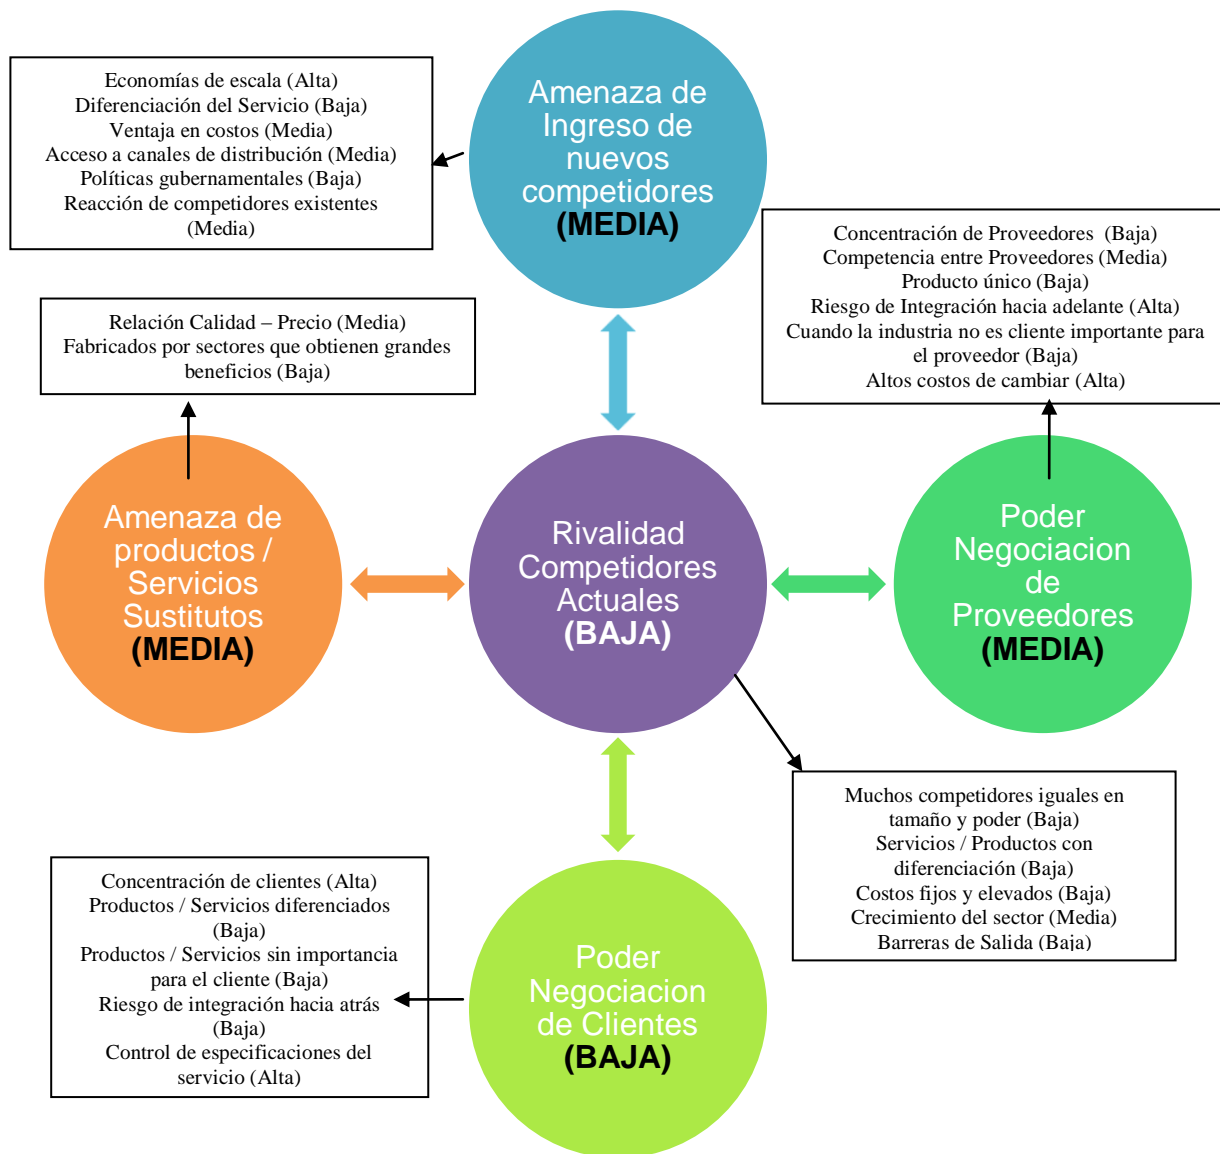 Economías de escala (Alta)
Diferenciación del Servicio (Baja)
Ventaja en costos (Media)
Acceso a canales de distribución (Media)
Políticas gubernamentales (Baja)
Reacción de competidores existentes
(Media)
Amenaza de
Ingreso de
nuevos
competidores
(MEDIA)
Concentración de Proveedores (Baja)
Competencia entre Proveedores (Media)
Producto único (Baja)
Riesgo de Integración hacia adelante (Alta)
Cuando la industria no es cliente importante para
el proveedor (Baja)
Altos costos de cambiar (Alta)
Relación Calidad – Precio (Media)
Fabricados por sectores que obtienen grandes
beneficios (Baja)
Amenaza de
productos /
Servicios
Sustitutos
(MEDIA)
Rivalidad
Competidores
Actuales
(BAJA)
Poder
Negociacion
de
Proveedores
(MEDIA)
Muchos competidores iguales en
tamaño y poder (Baja)
Servicios / Productos con
diferenciación (Baja)
Costos fijos y elevados (Baja)
Crecimiento del sector (Media)
Barreras de Salida (Baja)
Concentración de clientes (Alta)
Productos / Servicios diferenciados
(Baja)
Productos / Servicios sin importancia
para el cliente (Baja)
Riesgo de integración hacia atrás
(Baja)
Control de especificaciones del
servicio (Alta)
Poder
Negociacion
de Clientes
(BAJA)